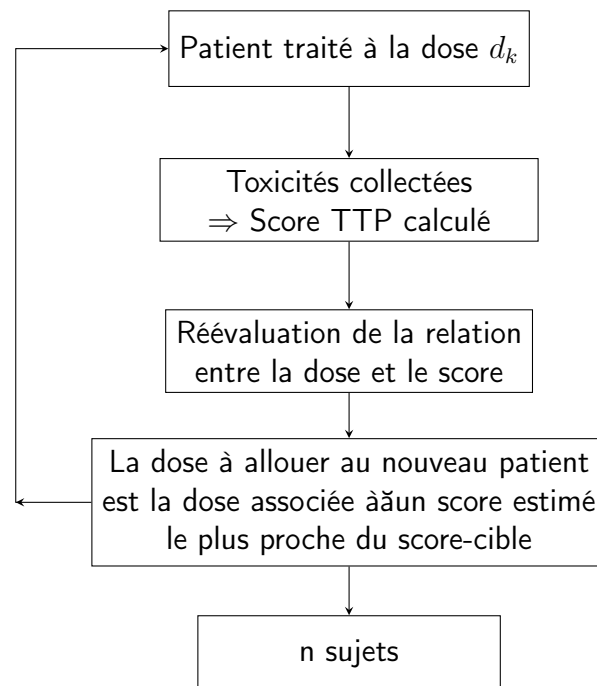 Patient traité à la dose d_k
Toxicités collectées
⇒ Score TTP calculé
Réévaluation de la relation
entre la dose et le score
La dose à allouer au nouveau patient
est la dose associée àăun score estimé
le plus proche du score-cible
n sujets